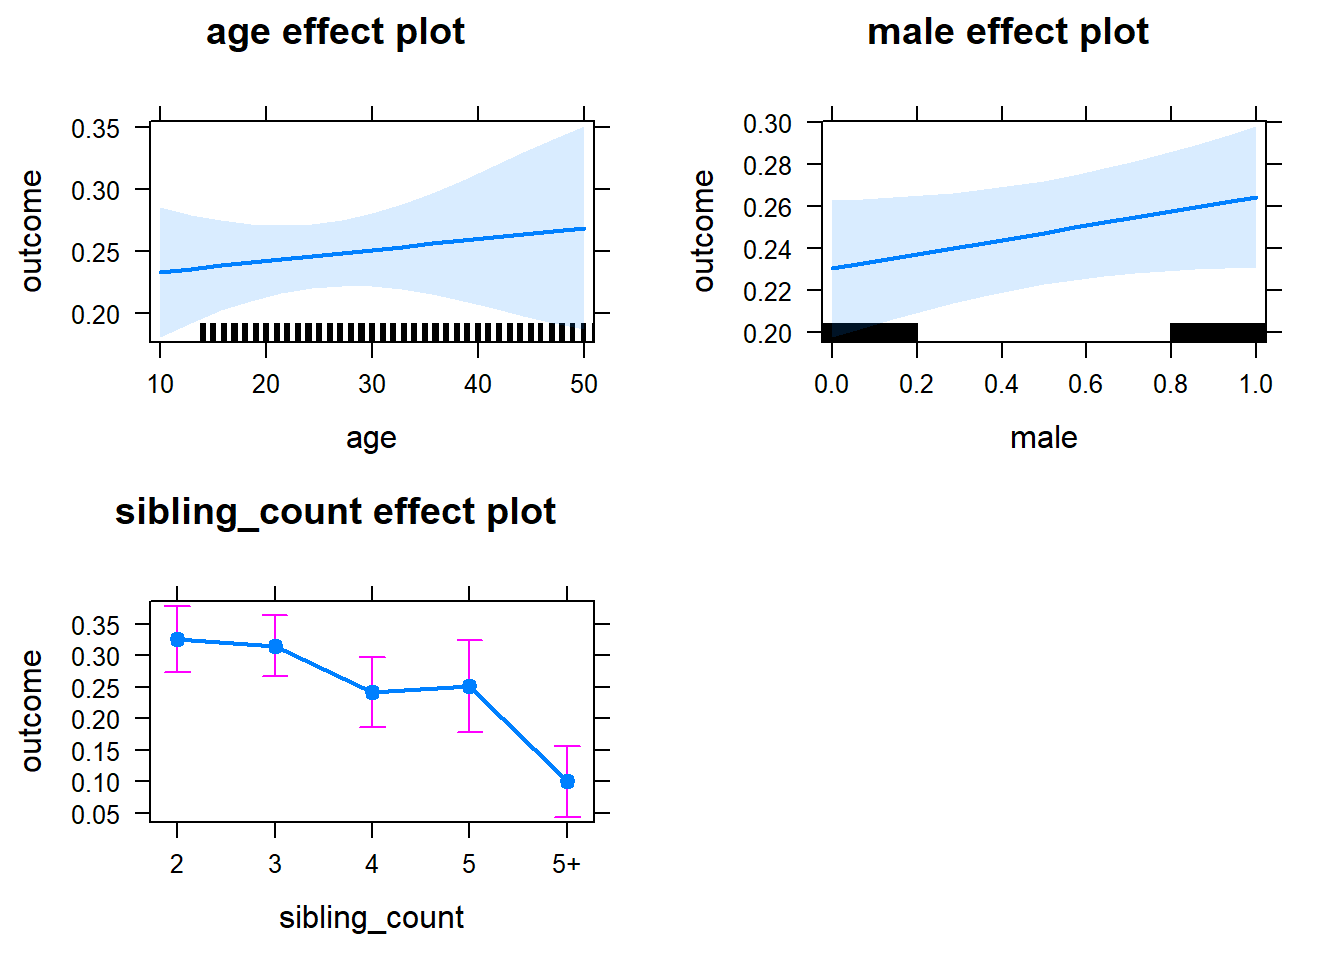 age effect plot
outcome
0.35
0.30
0.25
0.20
10 20 30 40 50
age
male effect plot
outcome
0.30
0.28
0.26
0.24
0.22
0.20
0.0 0.2 0.4 0.6 0.8 1.0
male
sibling_count effect plot
outcome
0.35
0.30
0.25
0.20
0.15
0.10
0.05
2 3 4 5 5+
sibling_count